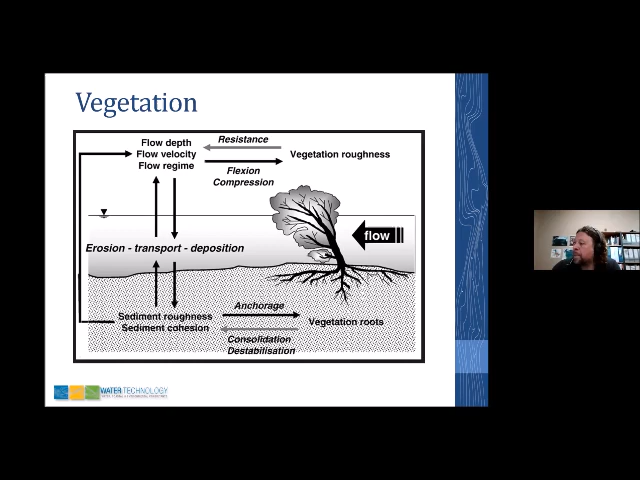 Vegetation
Flow depth
Flow velocity
Flow regime
Resistance
Flexion
Compression
Vegetation roughness
flow
Erosion - transport - deposition
Sediment roughness
Sediment cohesion
Anchorage
Consolidation
Destabilisation
Vegetation roots
WATER TECHNOLOGY